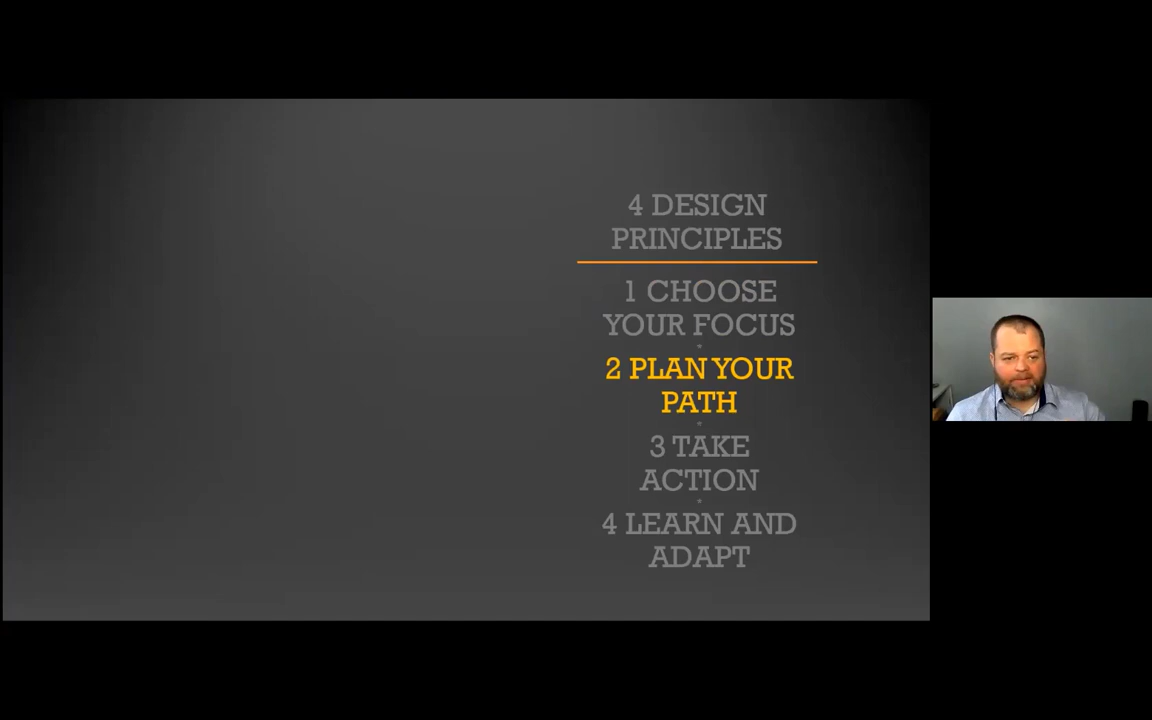 4 DESIGN
PRINCIPLES
1 CHOOSE
YOUR FOCUS
*
2 PLAN YOUR
PATH
*
3 TAKE
ACTION
*
4 LEARN AND
ADAPT